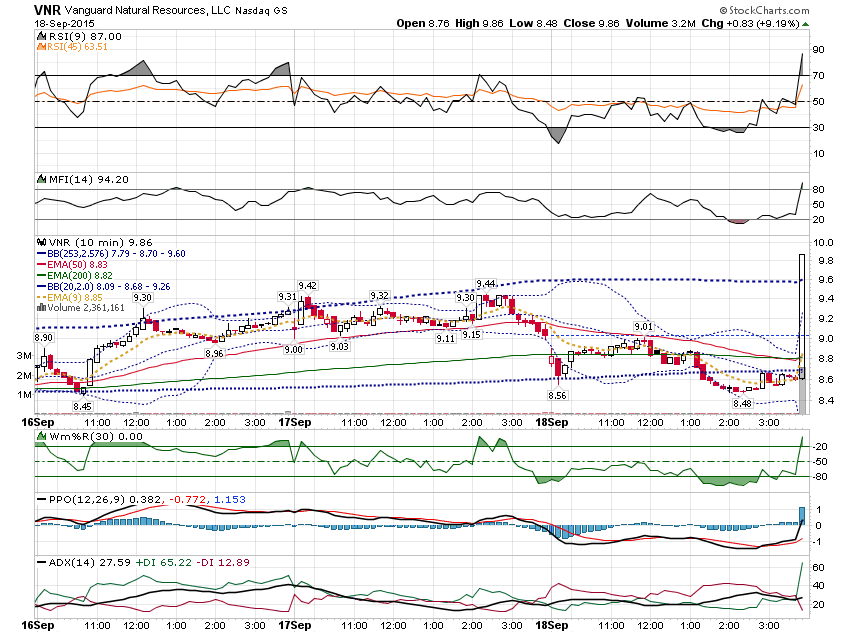 VNR Vanguard Natural Resources, LLC Nasdaq GS
© StockCharts.com
18-Sep-2015
Open 8.76 High 9.86 Low 8.48 Close 9.86 Volume 3.2M Chg +0.83 (+9.19%)
RSI(9) 87.00
RSI(45) 63.51
90
70
50
30
10
MFI(14) 94.20
80
50
20
VNR (10 min) 9.86
BB(253,2.576) 7.79 - 8.70 - 9.60
EMA(50) 8.83
EMA(200) 8.82
BB(20,2.0) 8.09 - 8.68 - 9.26
EMA(9) 8.85
Volume 2,361,161
10.0
9.8
9.6
9.4
9.2
9.0
8.8
8.6
8.4
3M
2M
1M
8.90
8.45
9.30
8.96
9.31
9.42
9.00
9.03
9.32
9.11
9.30
9.15
9.44
8.56
9.01
8.48
16Sep 11:00 12:00 1:00 2:00 3:00 17Sep 11:00 12:00 1:00 2:00 3:00 18Sep 11:00 12:00 1:00 2:00 3:00
Wm%R(30) 0.00
-20
-50
-80
PPO(12,26,9) 0.382, -0.772, 1.153
1
0
-1
ADX(14) 27.59 +DI 65.22 -DI 12.89
60
40
20
16Sep 11:00 12:00 1:00 2:00 3:00 17Sep 11:00 12:00 1:00 2:00 3:00 18Sep 11:00 12:00 1:00 2:00 3:00